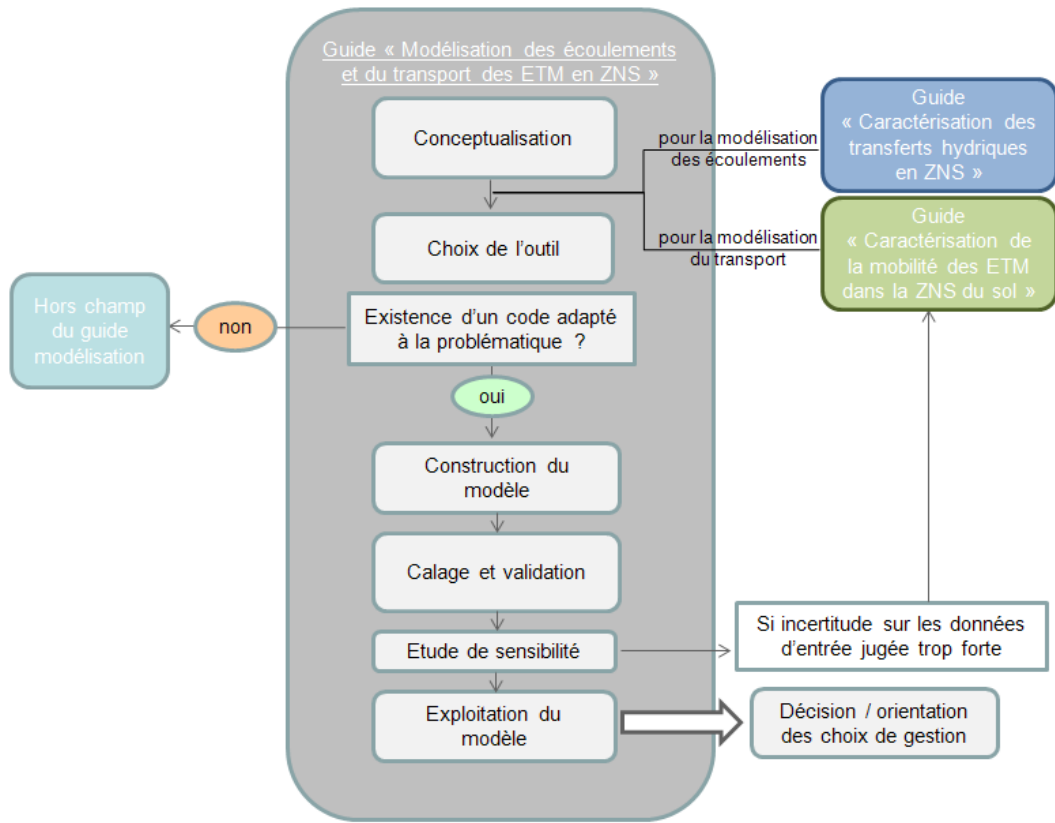 Guide « Modélisation des écoulements
et du transport des ETM en ZNS »
Conceptualisation
pour la modélisation
des écoulements
Guide
« Caractérisation des
transferts hydriques
en ZNS »
Choix de l’outil
pour la modélisation
du transport
Guide
« Caractérisation de
la mobilité des ETM
dans la ZNS du sol »
Hors champ
du guide
modélisation
non
Existence d’un code adapté
à la problématique ?
oui
Construction du
modèle
Calage et validation
Etude de sensibilité
Si incertitude sur les données
d’entrée jugée trop forte
Exploitation du
modèle
Décision / orientation
des choix de gestion